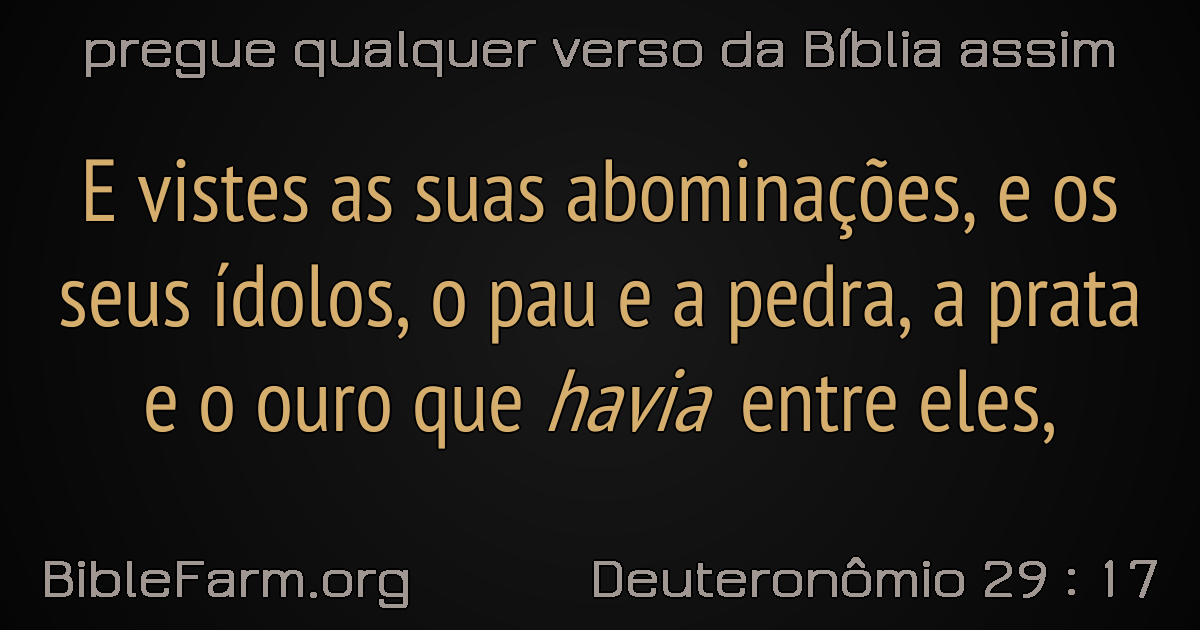 pregue qualquer verso da Bíblia assim
E vistes as suas abominações, e os
seus ídolos, o pau e a pedra, a prata
e o ouro que havia entre eles,
BibleFarm.org
Deuteronômio 29 : 17